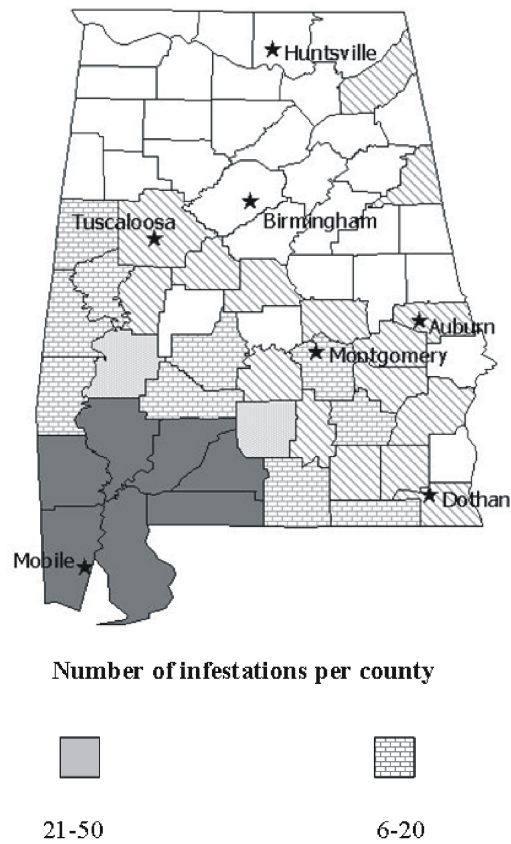 Huntsville
Tuscaloosa
Birmingham
Auburn
Montgomery
Dothan
Mobile
Number of infestations per county
21-50 6-20